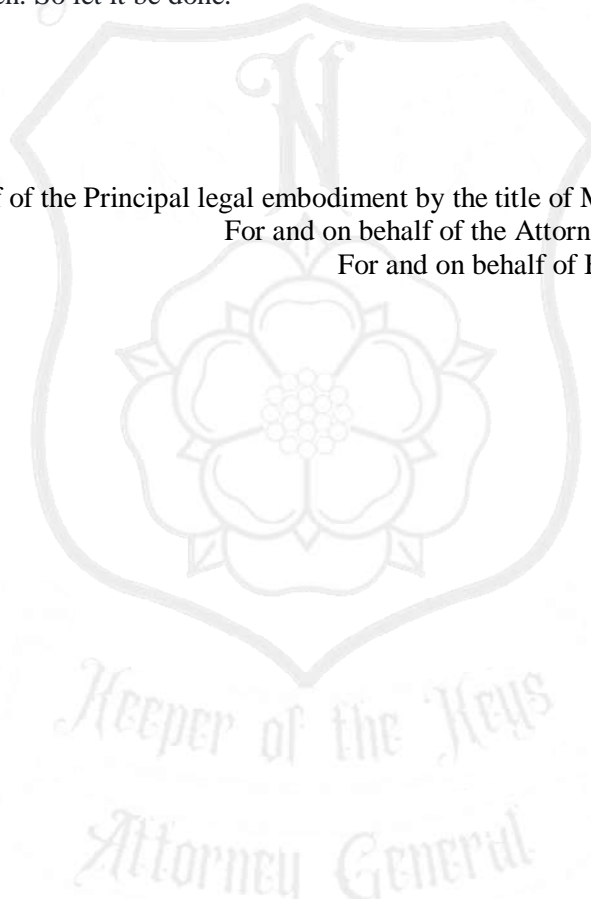 So let it be done.
N
of the Principal legal embodiment by the title of M
For and on behalf of the Attorn
For and on behalf of
Keeper of the Keys
Attorney General